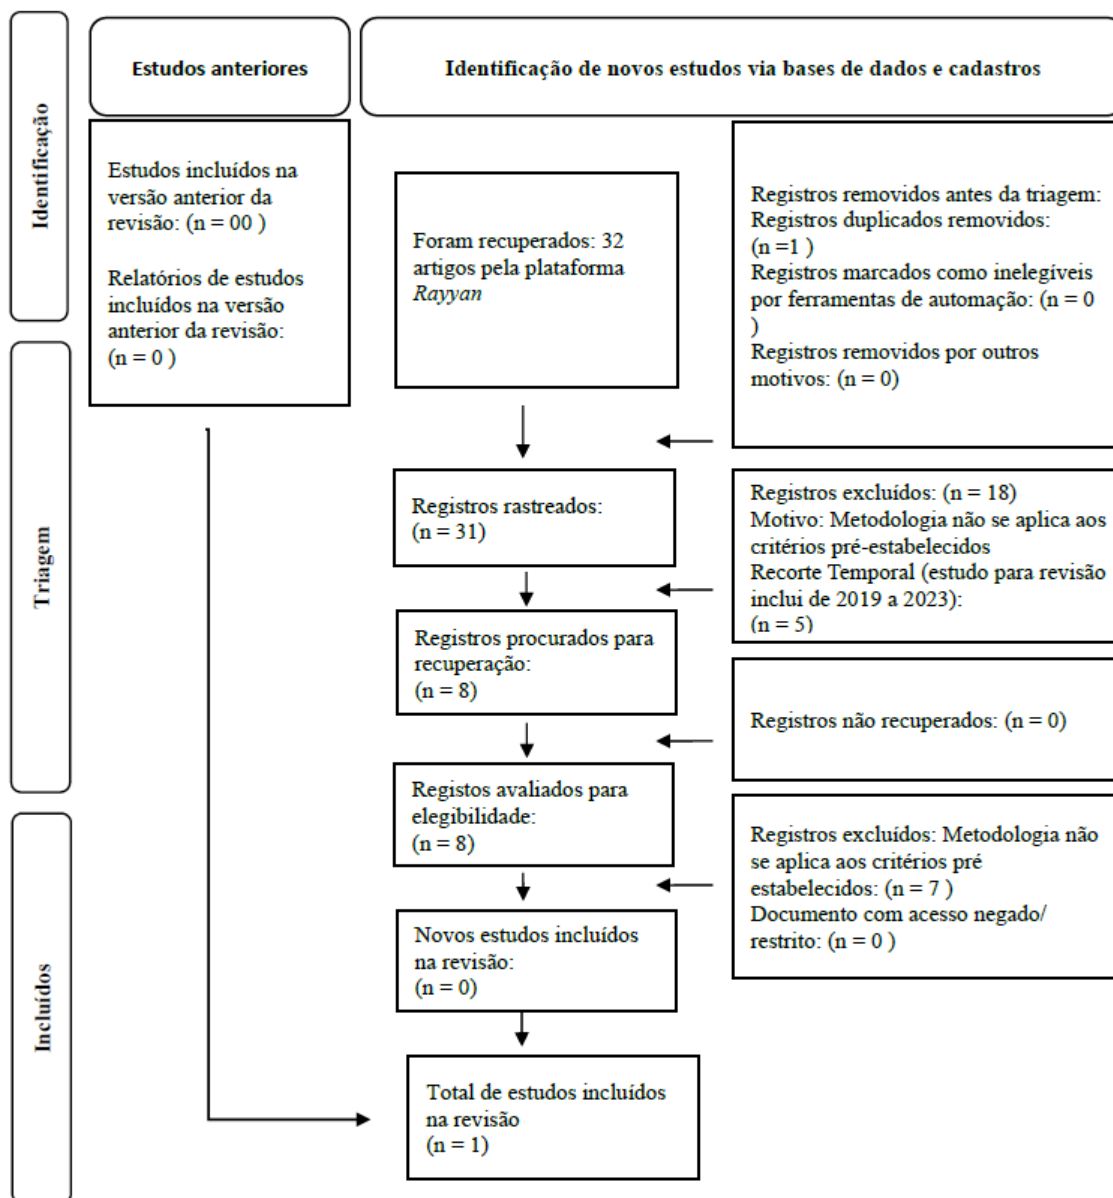 Identificação
Estudos anteriores
Identificação de novos estudos via bases de dados e cadastros
Estudos incluídos na
versão anterior da
revisão: (n = 00 )
Relatórios de estudos
incluídos na versão
anterior da revisão:
(n = 0 )
Foram recuperados: 32
artigos pela plataforma
Rayyan
Registros removidos antes da triagem:
Registros duplicados removidos:
(n =1 )
Registros marcados como inelegíveis
por ferramentas de automação: (n = 0
)
Registros removidos por outros
motivos: (n = 0)
Triagem
Registros rastreados:
(n = 31)
Registros excluídos: (n = 18)
Motivo: Metodologia não se aplica aos
critérios pré-estabelecidos
Recorte Temporal (estudo para revisão
inclui de 2019 a 2023):
(n = 5)
Registros procurados para
recuperação:
(n = 8)
Registros não recuperados: (n = 0)
Registos avaliados para
elegibilidade:
(n = 8)
Registros excluídos: Metodologia não
se aplica aos critérios pré
estabelecidos: (n = 7 )
Documento com acesso negado/
restrito: (n = 0 )
Incluídos
Novos estudos incluídos
na revisão:
(n = 0)
Total de estudos incluídos
na revisão
(n = 1)